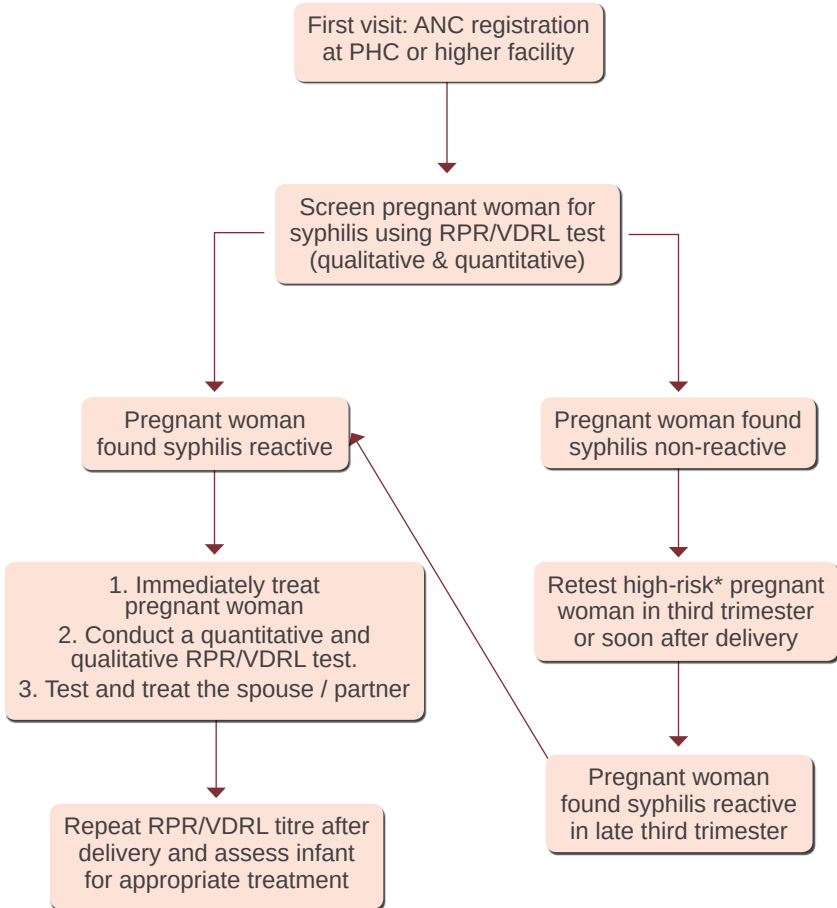 First visit: ANC registration
at PHC or higher facility
Screen pregnant woman for
syphilis using RPR/VDRL test
(qualitative & quantitative)
Pregnant woman
found syphilis reactive
Pregnant woman found
syphilis non-reactive
1. Immediately treat
pregnant woman
2. Conduct a quantitative and
qualitative RPR/VDRL test.
3. Test and treat the spouse / partner
Retest high-risk* pregnant
woman in third trimester
or soon after delivery
Repeat RPR/VDRL titre after
delivery and assess infant
for appropriate treatment
Pregnant woman
found syphilis reactive
in late third trimester